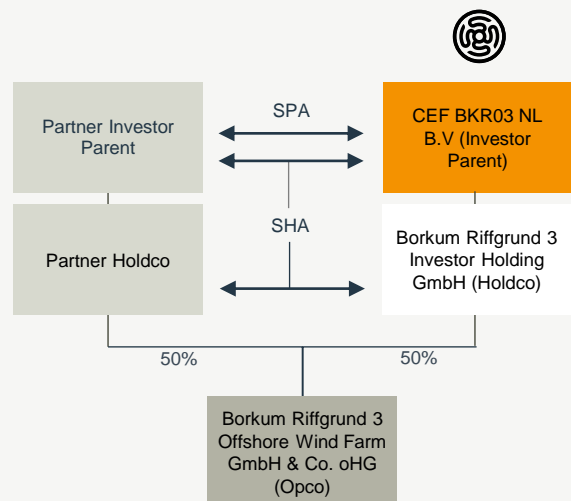 SPA
Partner Investor
Parent
CEF BKR03 NL
B.V (Investor
Parent)
SHA
Partner Holdco
Borkum Riffgrund 3
Investor Holding
GmbH (Holdco)
50%
50%
Borkum Riffgrund 3
Offshore Wind Farm
GmbH & Co. oHG
(Opco)